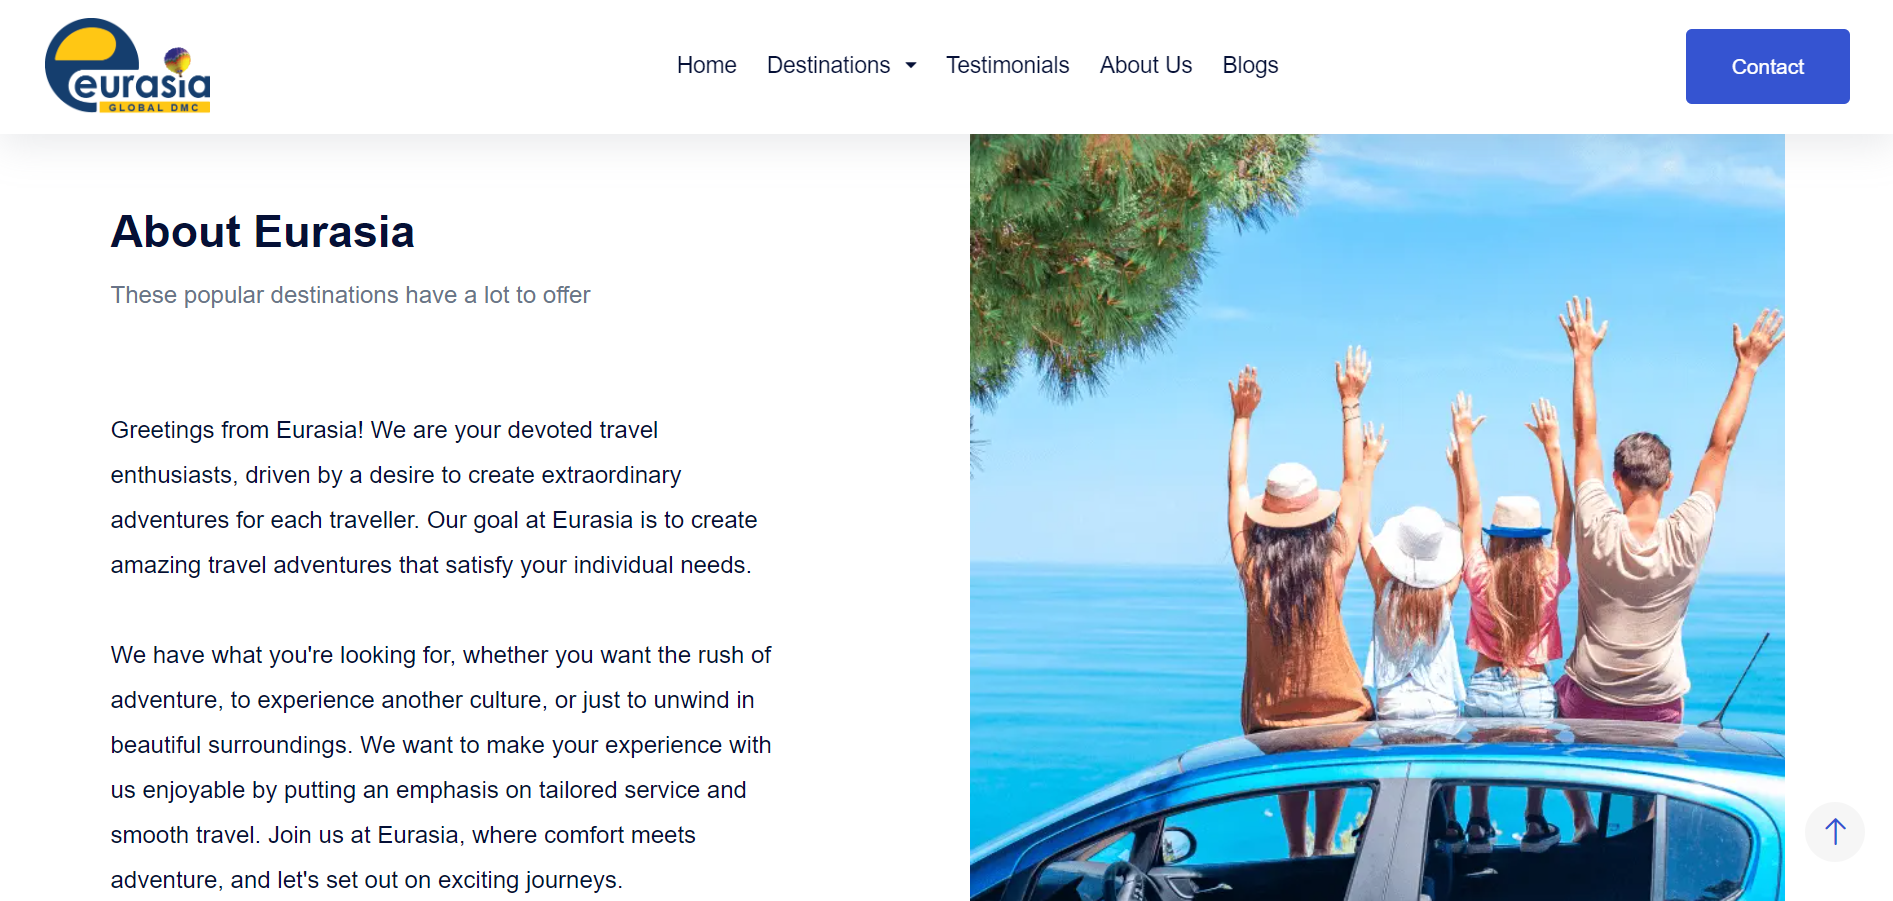 eurasia
GLOBAL DMC
Home Destinations Testimonials About Us Blogs
Contact
About Eurasia
These popular destinations have a lot to offer
Greetings from Eurasia! We are your devoted travel
enthusiasts, driven by a desire to create extraordinary
adventures for each traveller. Our goal at Eurasia is to create
amazing travel adventures that satisfy your individual needs.
We have what you're looking for, whether you want the rush of
adventure, to experience another culture, or just to unwind in
beautiful surroundings. We want to make your experience with
us enjoyable by putting an emphasis on tailored service and
smooth travel. Join us at Eurasia, where comfort meets
adventure, and let's set out on exciting journeys.